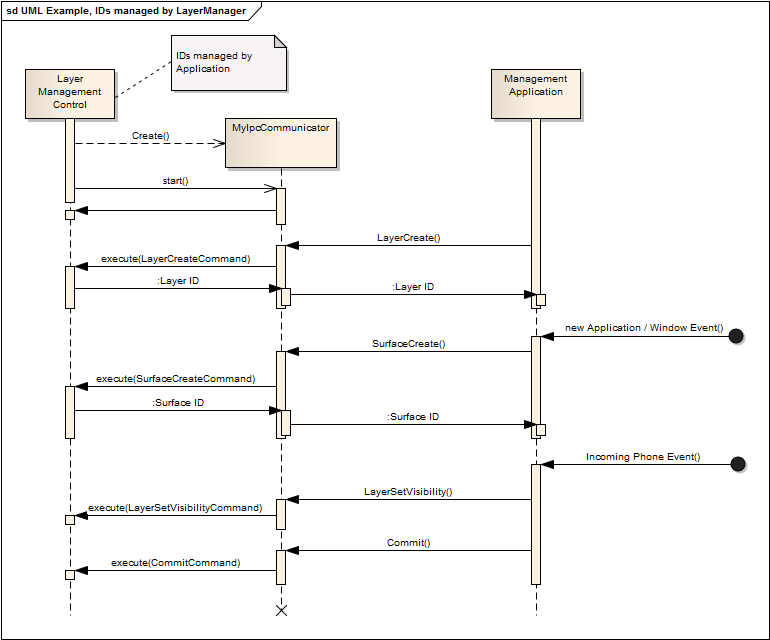 sd UML Example, IDs managed by LayerManager
IDs managed by
Application
Layer
Management
Control
Management
Application
MyIpcCommunicator
Create()
start()
LayerCreate()
execute(LayerCreateCommand)
:Layer ID
:Layer ID
new Application / Window Event()
SurfaceCreate()
execute(SurfaceCreateCommand)
:Surface ID
:Surface ID
Incoming Phone Event()
LayerSetVisibility()
execute(LayerSetVisibilityCommand)
Commit()
execute(CommitCommand)